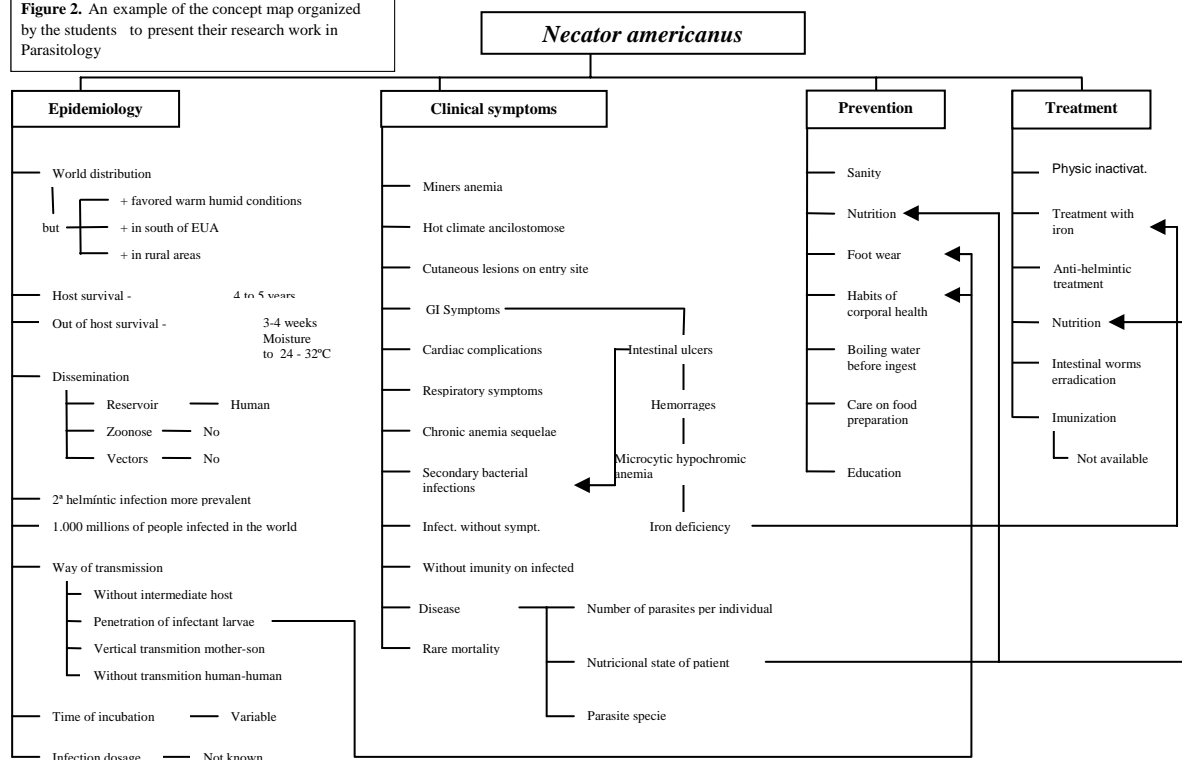 Figure 2. An example of the concept map organized
by the students to present their research work in
Parasitology
Necator americanus
Epidemiology
World distribution
but
+ favored warm humid conditions
+ in south of EUA
+ in rural areas
Host survival - 4 to 5 years
Out of host survival - 3-4 weeks
Moisture
to 24 - 32ºC
Dissemination
Reservoir Human
Zoonose No
Vectors No
2ª helmíntic infection more prevalent
1.000 millions of people infected in the world
Way of transmission
Without intermediate host
Penetration of infectant larvae
Vertical transmition mother-son
Without transmition human-human
Time of incubation Variable
Infection dosage Not known
Clinical symptoms
Miners anemia
Hot climate ancilostomose
Cutaneous lesions on entry site
GI Symptoms
Cardiac complications
Respiratory symptoms
Chronic anemia sequelae
Secondary bacterial
infections
Infect. without sympt.
Without imunity on infected
Disease
Rare mortality
Intestinal ulcers
Hemorrages
Microcytic hypochromic
anemia
Iron deficiency
Number of parasites per individual
Nutricional state of patient
Parasite specie
Prevention
Sanity
Nutrition
Foot wear
Habits of
corporal health
Boiling water
before ingest
Care on food
preparation
Education
Treatment
Physic inactivat.
Treatment with
iron
Anti-helmintic
treatment
Nutrition
Intestinal worms
erradication
Imunization
Not available